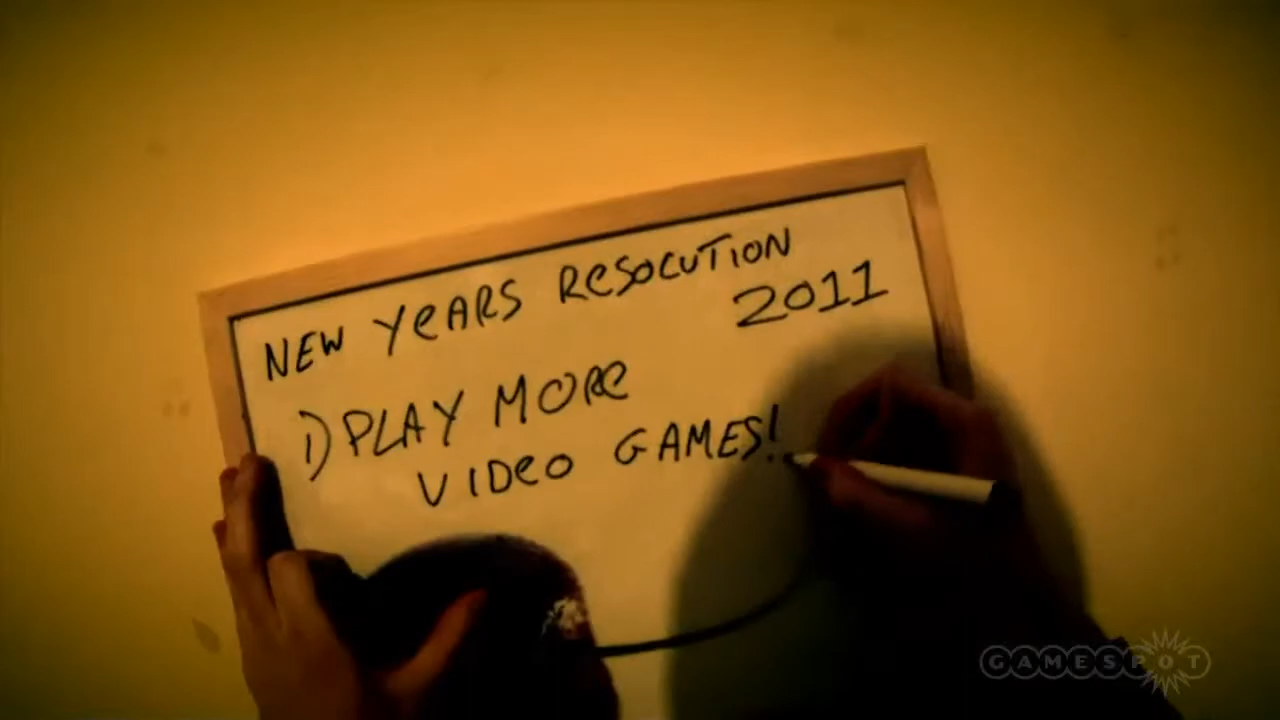 NEW YeARS ReSOLUTION
2011
1) PLAY MORe
VIDeO GAMES!
GAMESPOT